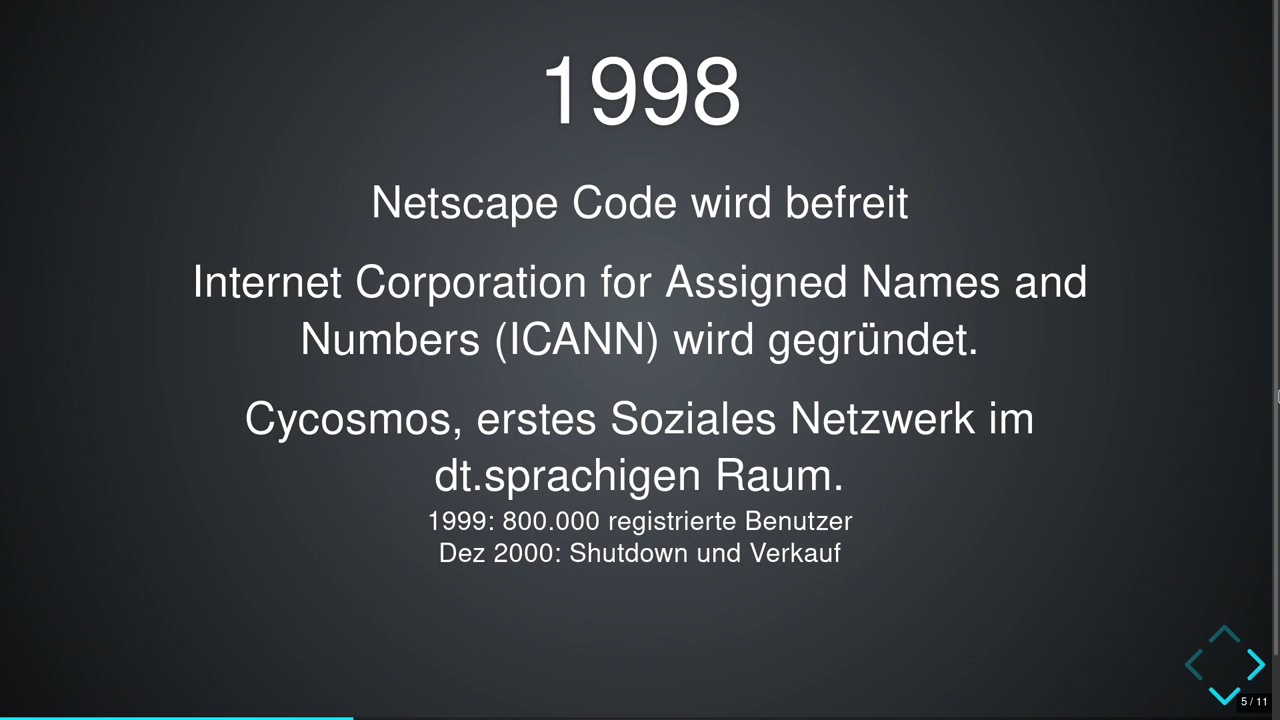 1998
Netscape Code wird befreit
Internet Corporation for Assigned Names and
Numbers (ICANN) wird gegründet.
Cycosmos, erstes Soziales Netzwerk im
dt.sprachigen Raum.
1999: 800.000 registrierte Benutzer
Dez 2000: Shutdown und Verkauf
5 / 11